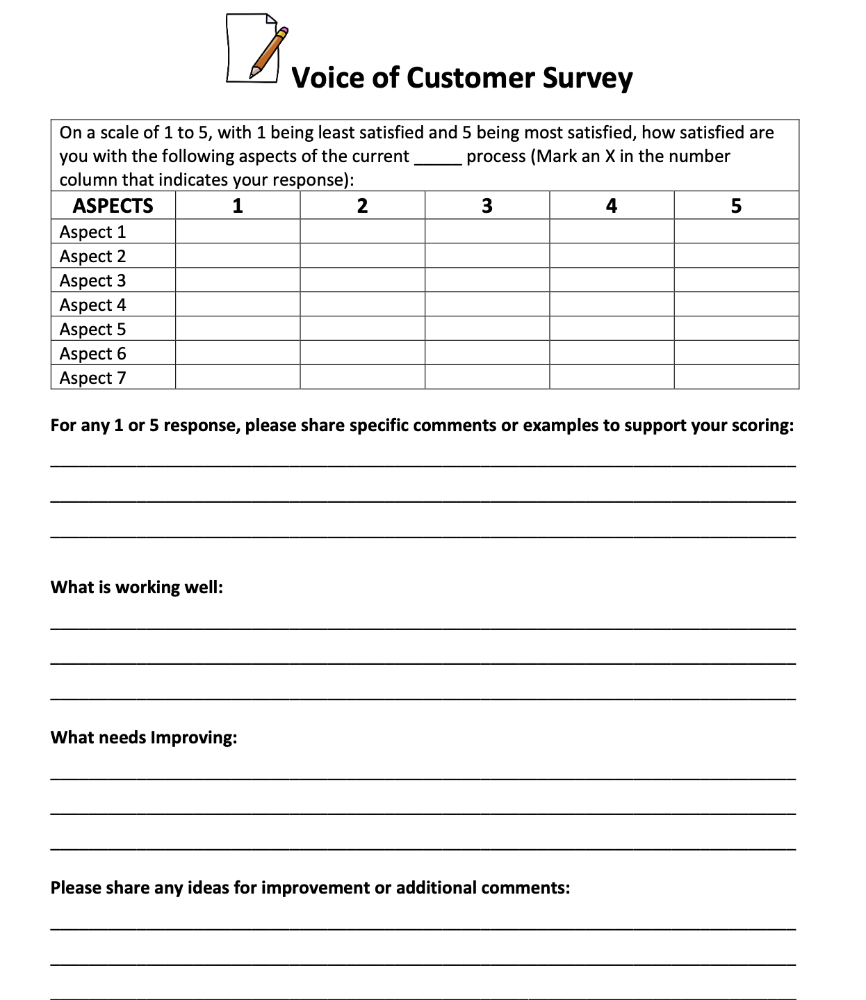 Voice of Customer Survey
On a scale of 1 to 5, with 1 being least satisfied and 5 being most satisfied, how satisfied are
you with the following aspects of the current _____ process (Mark an X in the number
column that indicates your response):
ASPECTS 1 2 3 4 5
Aspect 1
Aspect 2
Aspect 3
Aspect 4
Aspect 5
Aspect 6
Aspect 7
For any 1 or 5 response, please share specific comments or examples to support your scoring:
What is working well:
What needs Improving:
Please share any ideas for improvement or additional comments: